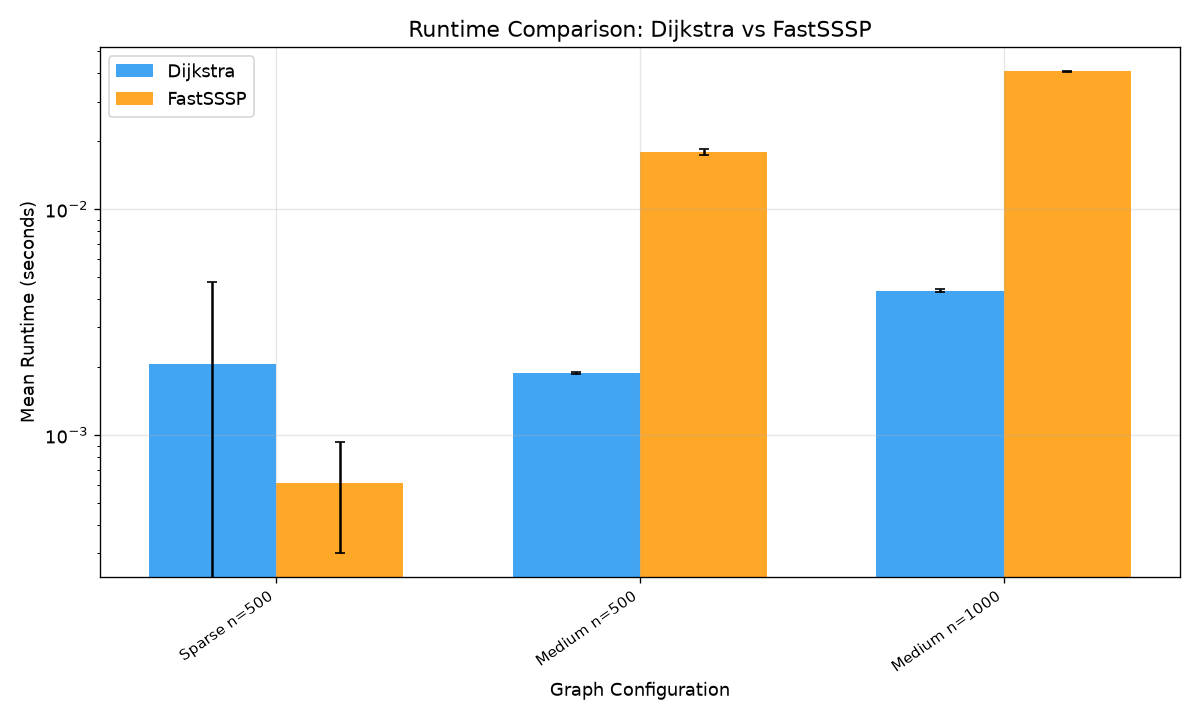 Runtime Comparison: Dijkstra vs FastSSSP
Dijkstra
FastSSSP
Mean Runtime (seconds)
10⁻²
10⁻³
Sparse n=500
Medium n=500
Medium n=1000
Graph Configuration